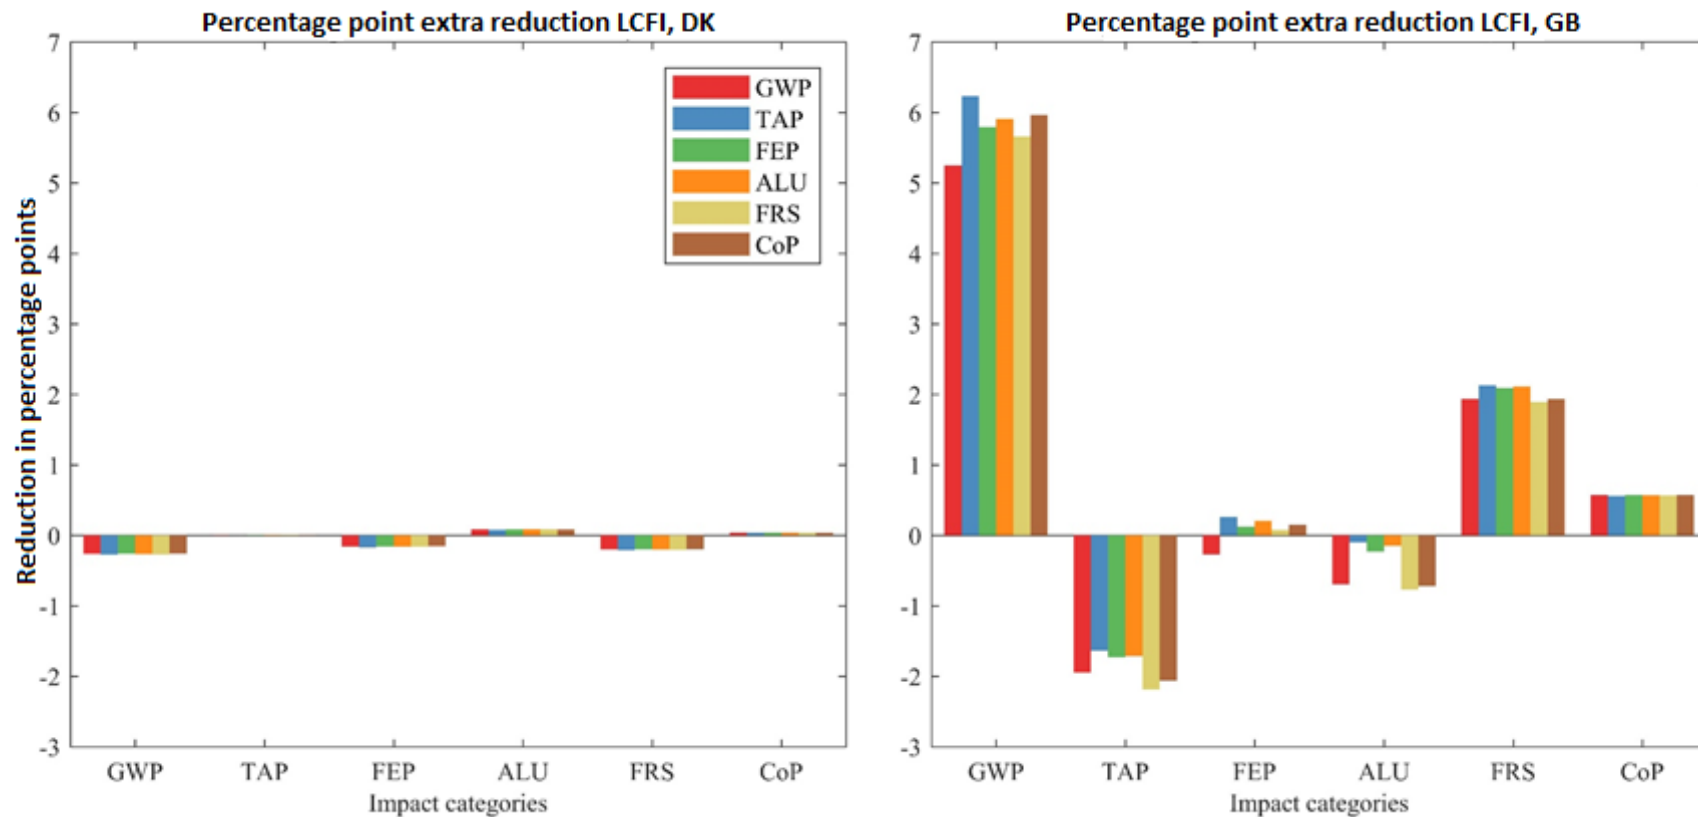 Percentage point extra reduction LCFI, DK
Reduction in percentage points
7
6
5
4
3
2
1
0
-1
-2
-3
GWP
TAP
FEP
ALU
FRS
CoP
GWP TAP FEP ALU FRS CoP
Impact categories
Percentage point extra reduction LCFI, GB
7
6
5
4
3
2
1
0
-1
-2
-3
GWP TAP FEP ALU FRS CoP
Impact categories